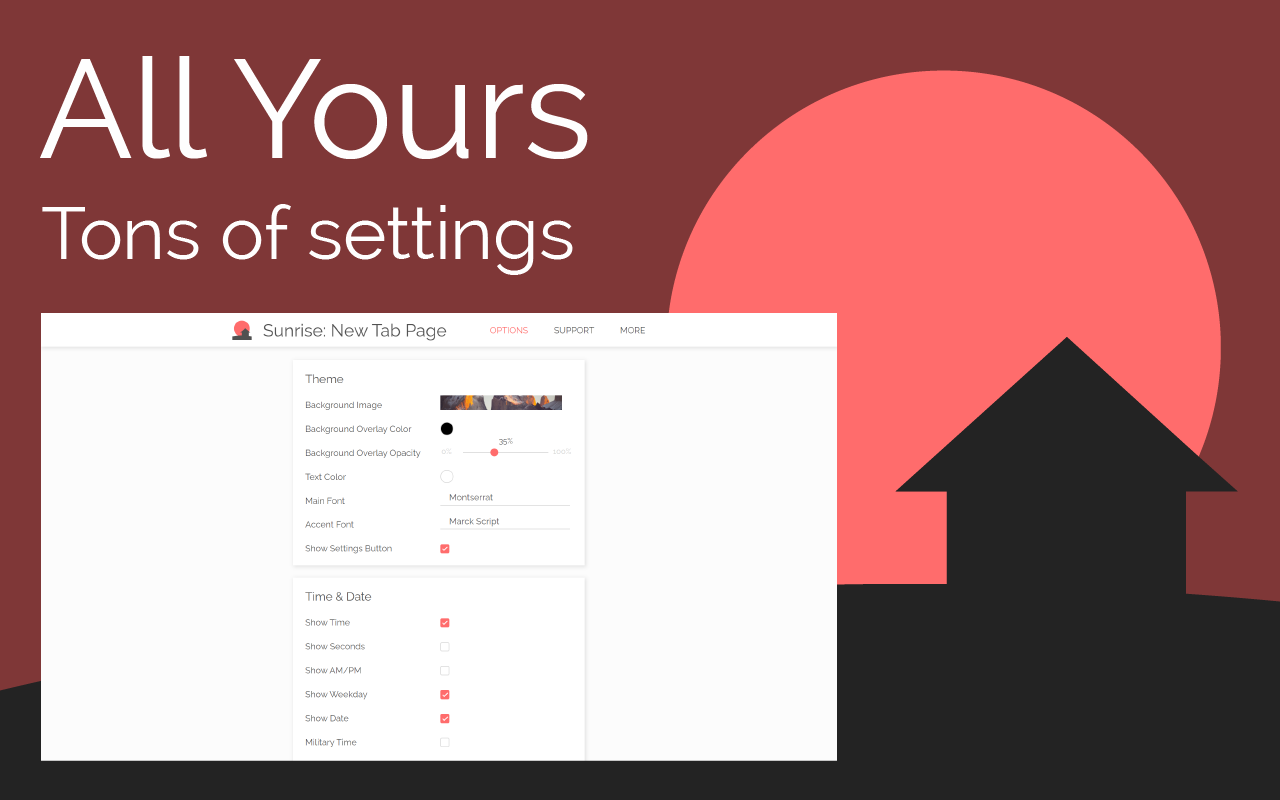 All Yours
Tons of settings
Sunrise: New Tab Page OPTIONS SUPPORT MORE
Theme
Background Image
Background Overlay Color
35%
Background Overlay Opacity 0% 100%
Text Color
Main Font Montserrat
Accent Font Marck Script
Show Settings Button
Time & Date
Show Time
Show Seconds
Show AM/PM
Show Weekday
Show Date
Military Time